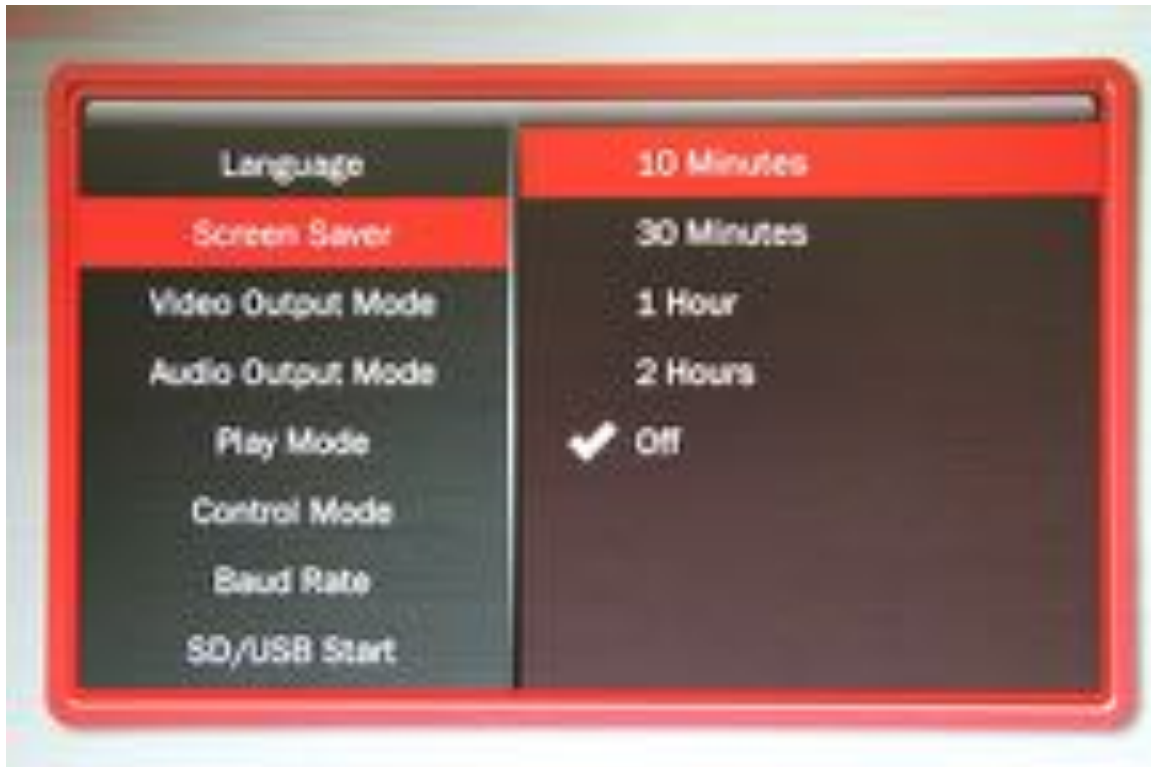 Language
Screen Saver
Video Output Mode
Audio Output Mode
Play Mode
Control Mode
Baud Rate
SD/USB Start
10 Minutes
30 Minutes
1 Hour
2 Hours
Off